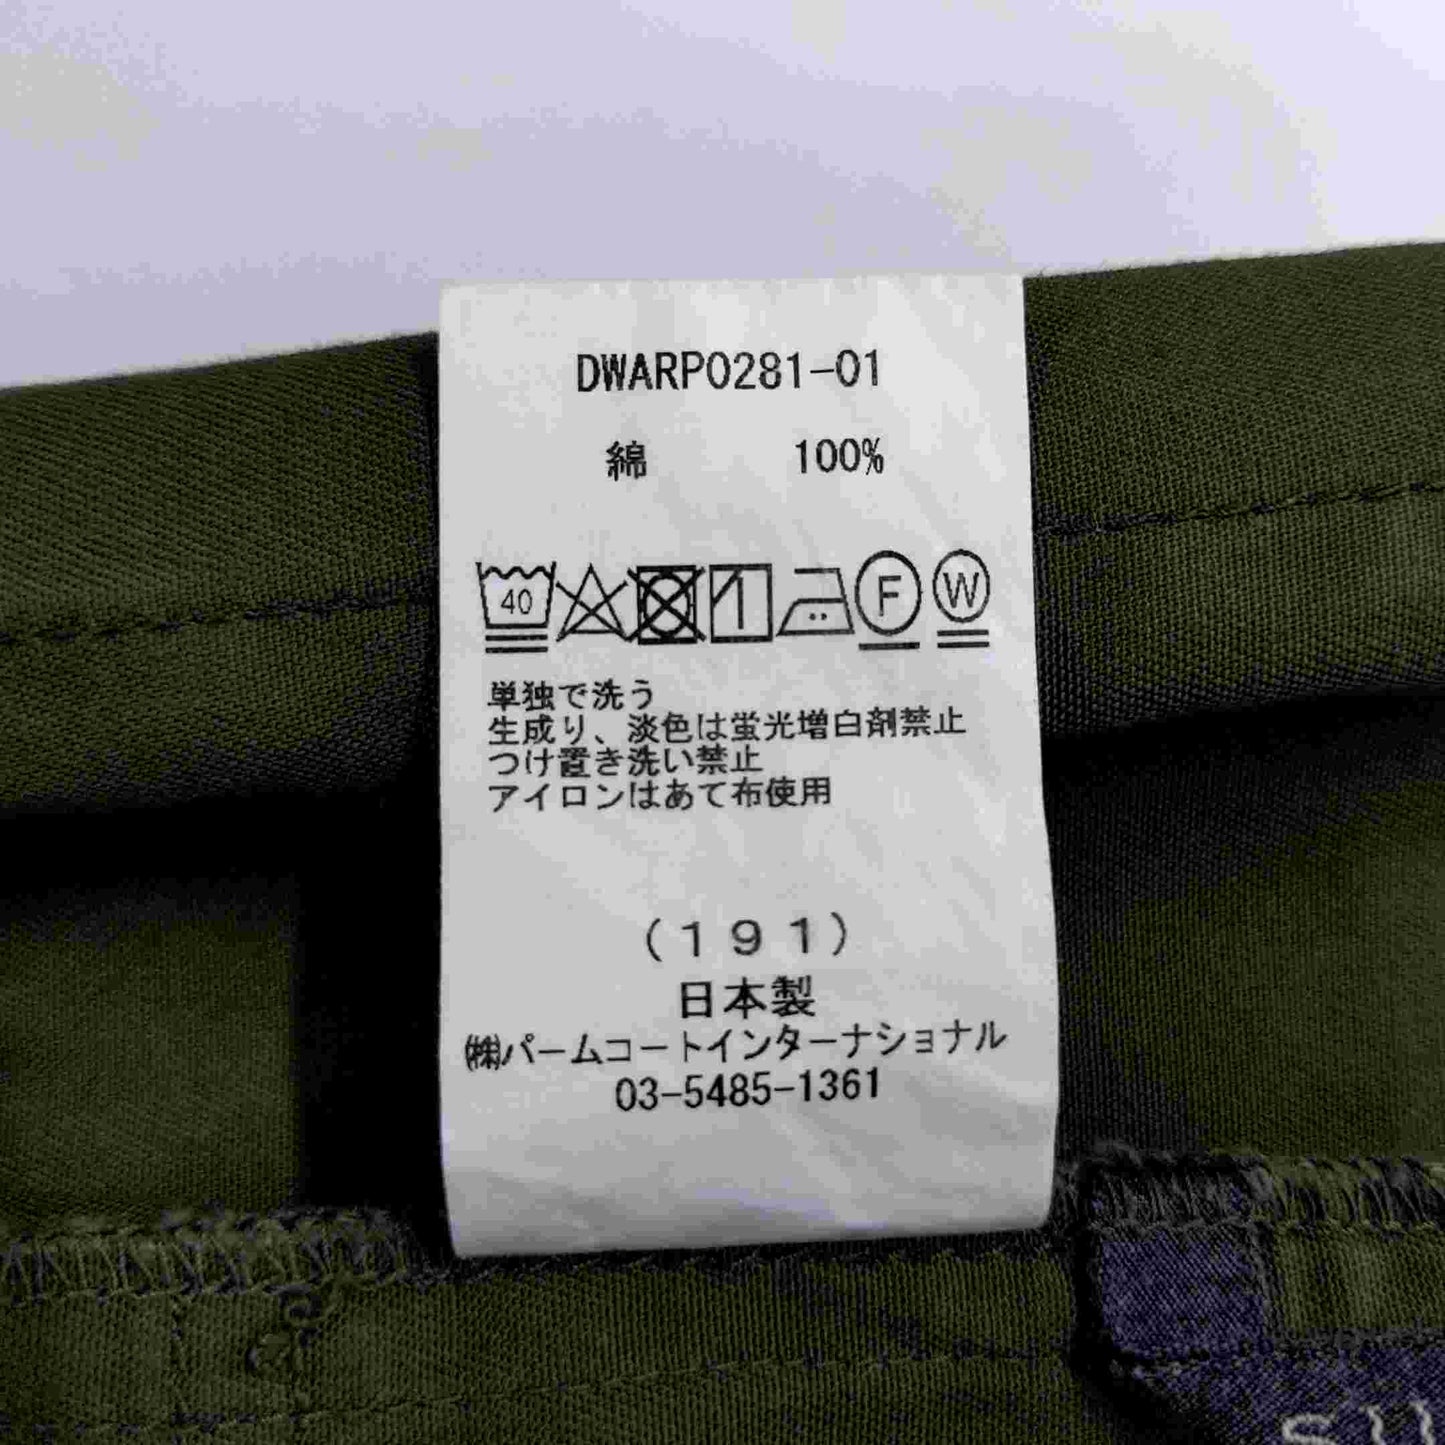 DWARP0281-01
綿 100%
40 F W
単独で洗う
生成り、淡色は蛍光増白剤禁止
つけ置き洗い禁止
アイロンはあて布使用
(191)
日本製
㈱パームコートインターナショナル
03-5485-1361